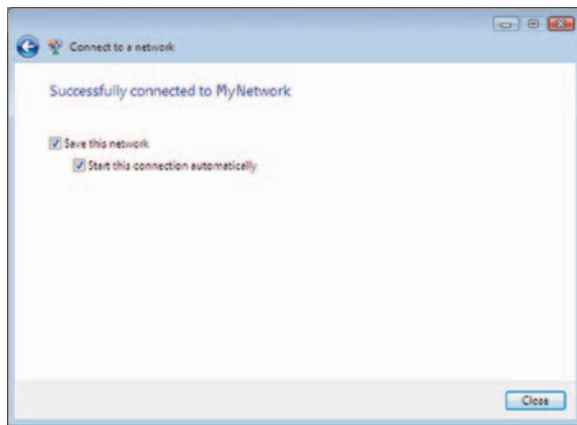 Connect to a network
Successfully connected to MyNetwork
Save this network
Start this connection automatically
Close